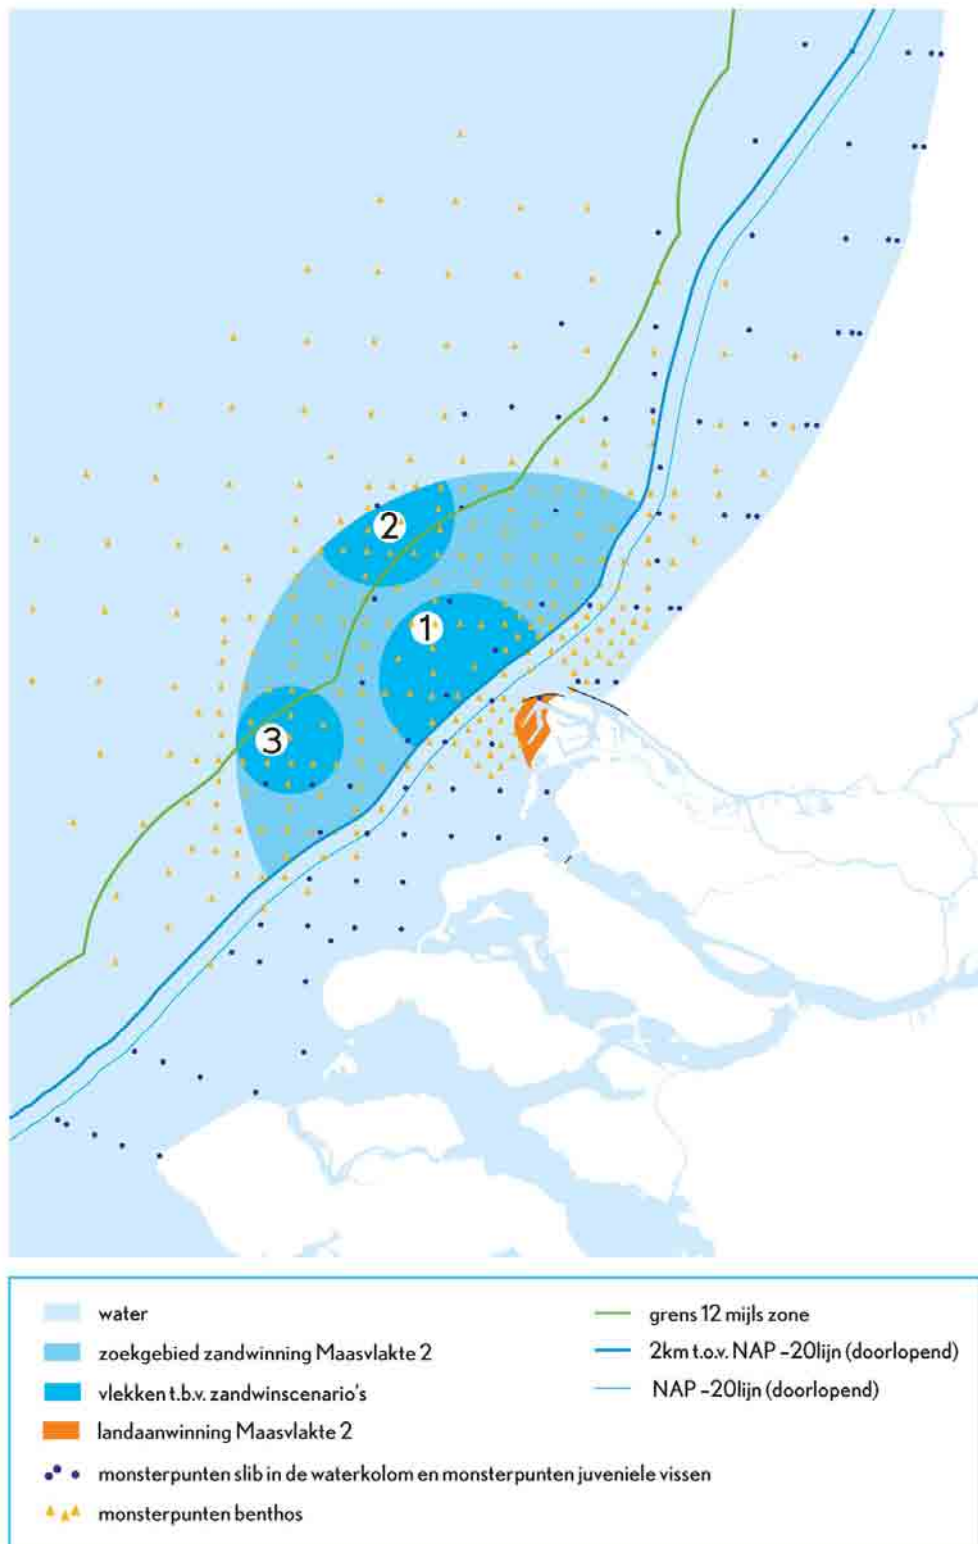 2
1
3
water
zoekgebied zandwinning Maasvlakte 2
vlekken t.b.v. zandwinscenario's
landaanwinning Maasvlakte 2
monsterpunten slib in de waterkolom en monsterpunten juveniele vissen
monsterpunten benthos
grens 12 mijls zone
2km t.o.v. NAP -20lijn (doorlopend)
NAP -20lijn (doorlopend)